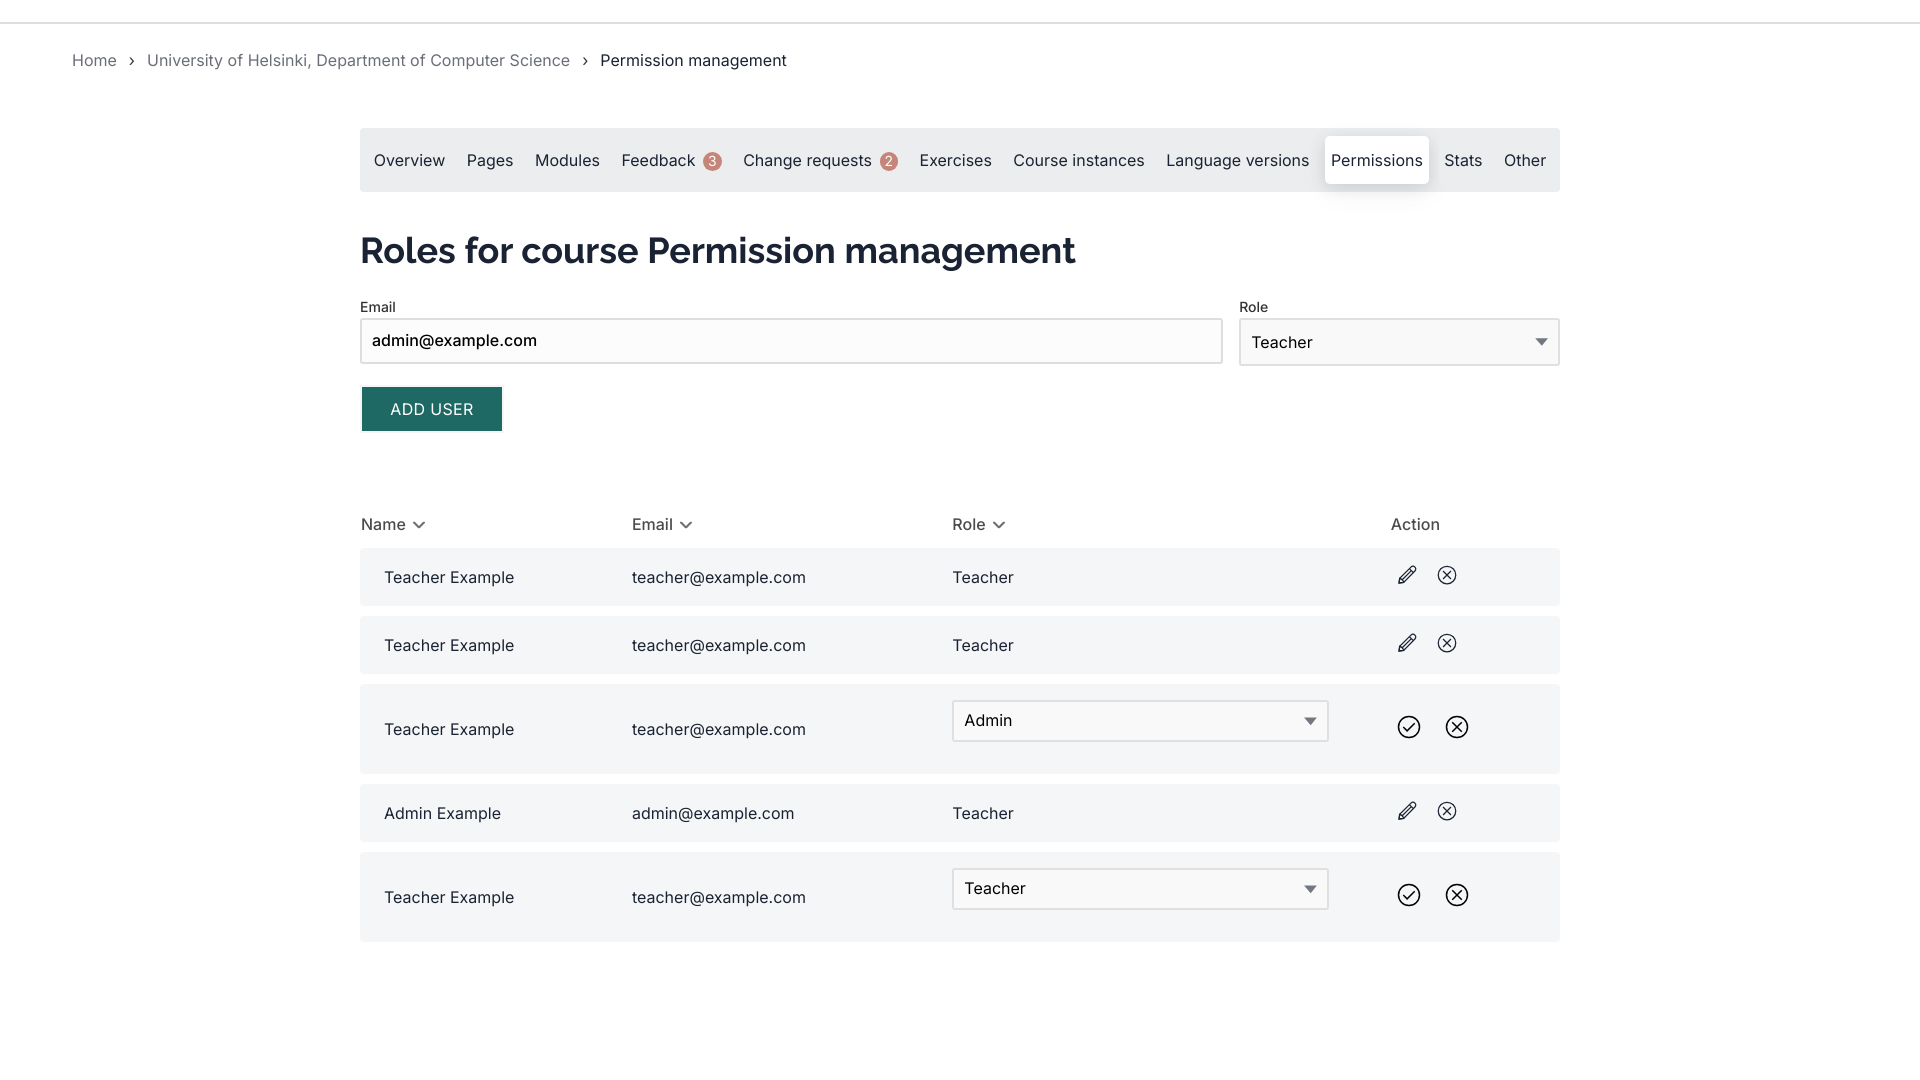 Home › University of Helsinki, Department of Computer Science › Permission management
Overview Pages Modules Feedback 3 Change requests 2 Exercises Course instances Language versions Permissions Stats Other
Roles for course Permission management
Email Role
admin@example.com Teacher
ADD USER
Name Email Role Action
Teacher Example teacher@example.com Teacher
Teacher Example teacher@example.com Teacher
Teacher Example teacher@example.com Admin
Admin Example admin@example.com Teacher
Teacher Example teacher@example.com Teacher